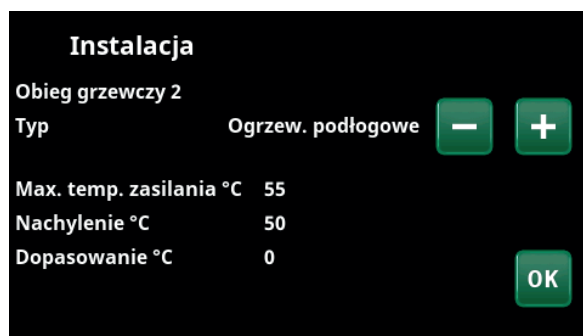 Instalacja
Obieg grzewczy 2
Typ Ogrzew. podłogowe − +
Max. temp. zasilania °C 55
Nachylenie °C 50
Dopasowanie °C 0
OK